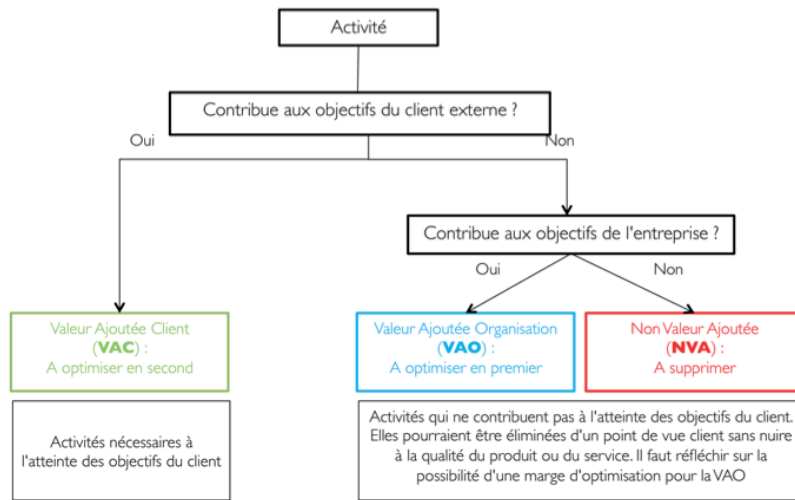 Activité
Contribue aux objectifs du client externe ?
Oui
Non
Contribue aux objectifs de l'entreprise ?
Oui
Non
Valeur Ajoutée Client
(VAC) :
A optimiser en second
Valeur Ajoutée Organisation
(VAO) :
A optimiser en premier
Non Valeur Ajoutée
(NVA) :
A supprimer
Activités nécessaires à
l'atteinte des objectifs du client
Activités qui ne contribuent pas à l'atteinte des objectifs du client.
Elles pourraient être éliminées d'un point de vue client sans nuire
à la qualité du produit ou du service. Il faut réfléchir sur la
possibilité d'une marge d'optimisation pour la VAO